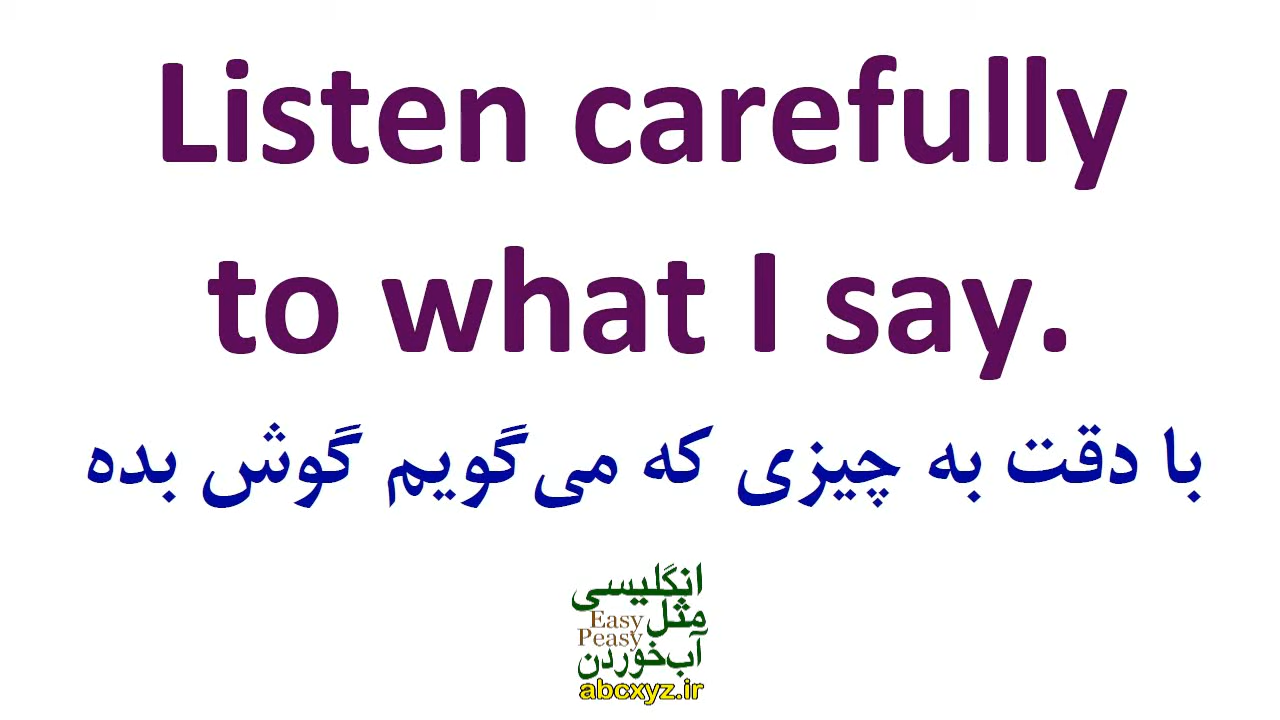 Listen carefully
to what I say.
با دقت به چیزی که می‌گویم گوش بده
انگلیسی
مثل
Easy
Peasy
آب‌خوردن
abcxyz.ir